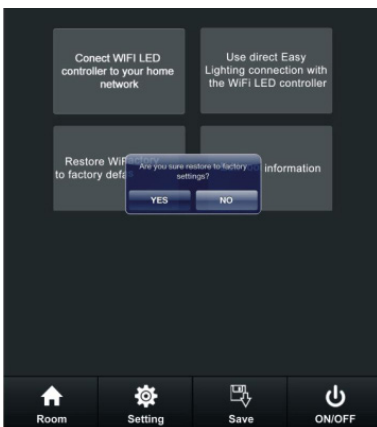 Conect WIFI LED
controller to your home
network
Use direct Easy
Lighting connection with
the WiFi LED controller
Restore WiF
to factory defa
information
Are you sure restore to factory
settings?
YES
NO
Room
Setting
Save
ON/OFF